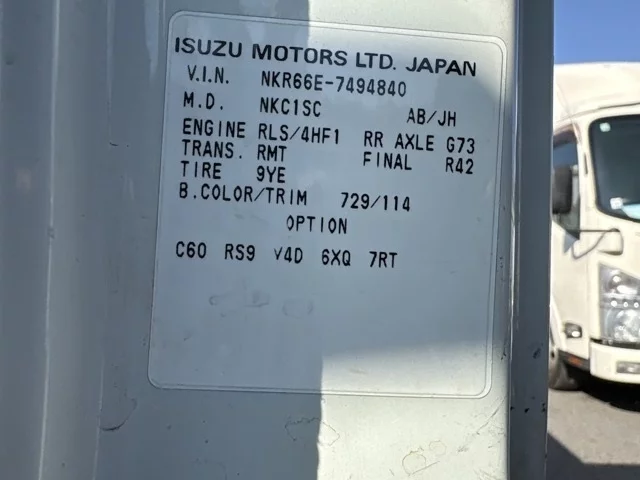 ISUZU MOTORS LTD. JAPAN
V.I.N. NKR66E-7494840
M.D. NKC1SC AB/JH
ENGINE RLS/4HF1 RR AXLE G73
TRANS. RMT FINAL R42
TIRE 9YE
B.COLOR/TRIM 729/114
OPTION
C60 RS9 V4D 6XQ 7RT